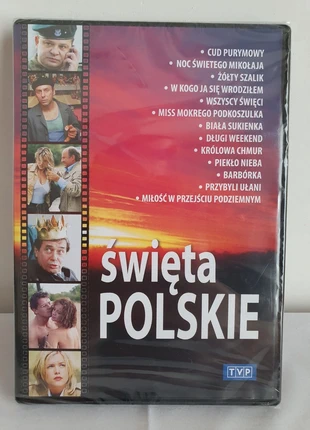 • CUD PURYMOWY
• NOC ŚWIĘTEGO MIKOŁAJA
• ŻÓŁTY SZALIK
• W KOGO JA SIĘ WRODZIŁEM
• WSZYSCY ŚWIĘCI
• MISS MOKREGO PODKOSZULKA
• BIAŁA SUKIENKA
• DŁUGI WEEKEND
• KRÓLOWA CHMUR
• PIEKŁO NIEBA
• BARBÓRKA
• PRZYBYLI UŁANI
• MIŁOŚĆ W PRZEJŚCIU PODZIEMNYM
święta
POLSKIE
TVP